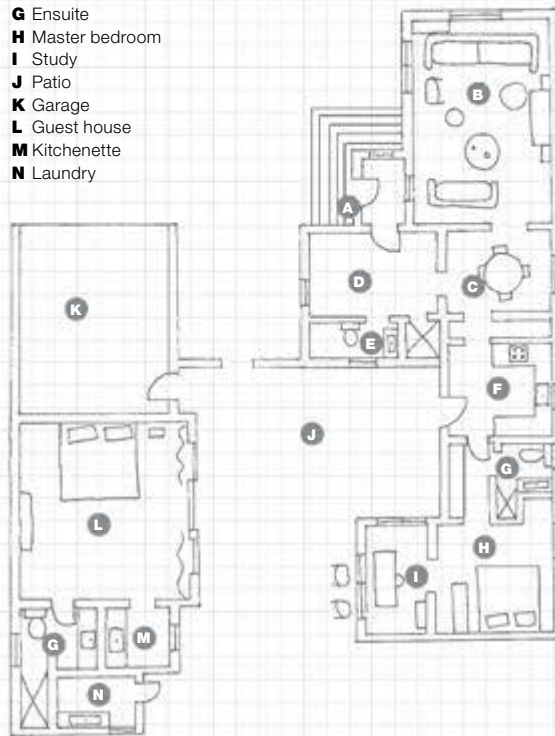 G Ensuite
H Master bedroom
I Study
J Patio
K Garage
L Guest house
M Kitchenette
N Laundry
B
A
D
C
K
E
F
J
G
L
H
I
M
G
N